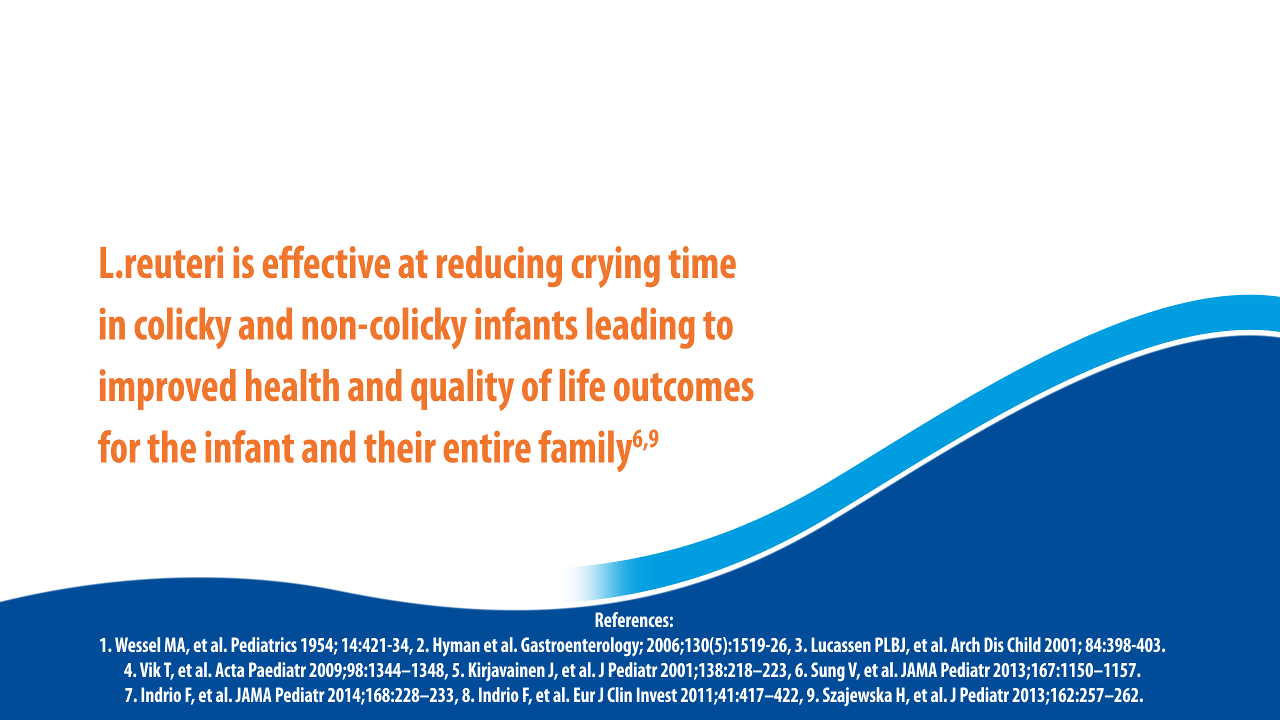 L.reuteri is effective at reducing crying time
in colicky and non-colicky infants leading to
improved health and quality of life outcomes
for the infant and their entire family6,9
References:
1. Wessel MA, et al. Pediatrics 1954; 14:421-34, 2. Hyman et al. Gastroenterology; 2006;130(5):1519-26, 3. Lucassen PLBJ, et al. Arch Dis Child 2001; 84:398-403.
4. Vik T, et al. Acta Paediatr 2009;98:1344–1348, 5. Kirjavainen J, et al. J Pediatr 2001;138:218–223, 6. Sung V, et al. JAMA Pediatr 2013;167:1150–1157.
7. Indrio F, et al. JAMA Pediatr 2014;168:228–233, 8. Indrio F, et al. Eur J Clin Invest 2011;41:417–422, 9. Szajewska H, et al. J Pediatr 2013;162:257–262.